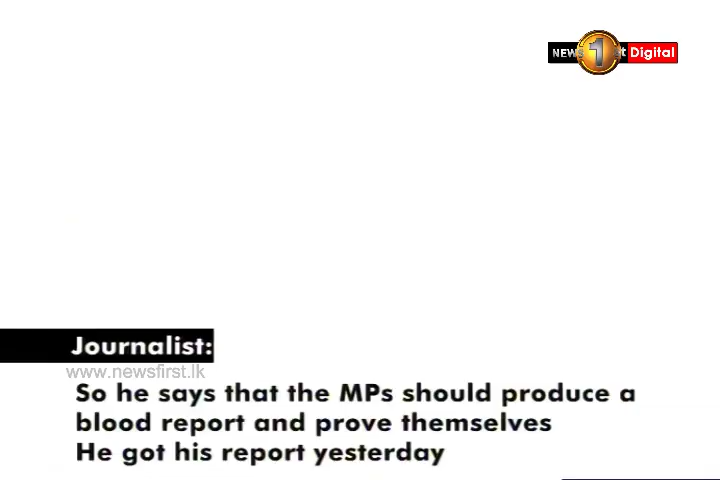 NEWS 1st Digital
Journalist:
www.newsfirst.lk
So he says that the MPs should produce a
blood report and prove themselves
He got his report yesterday